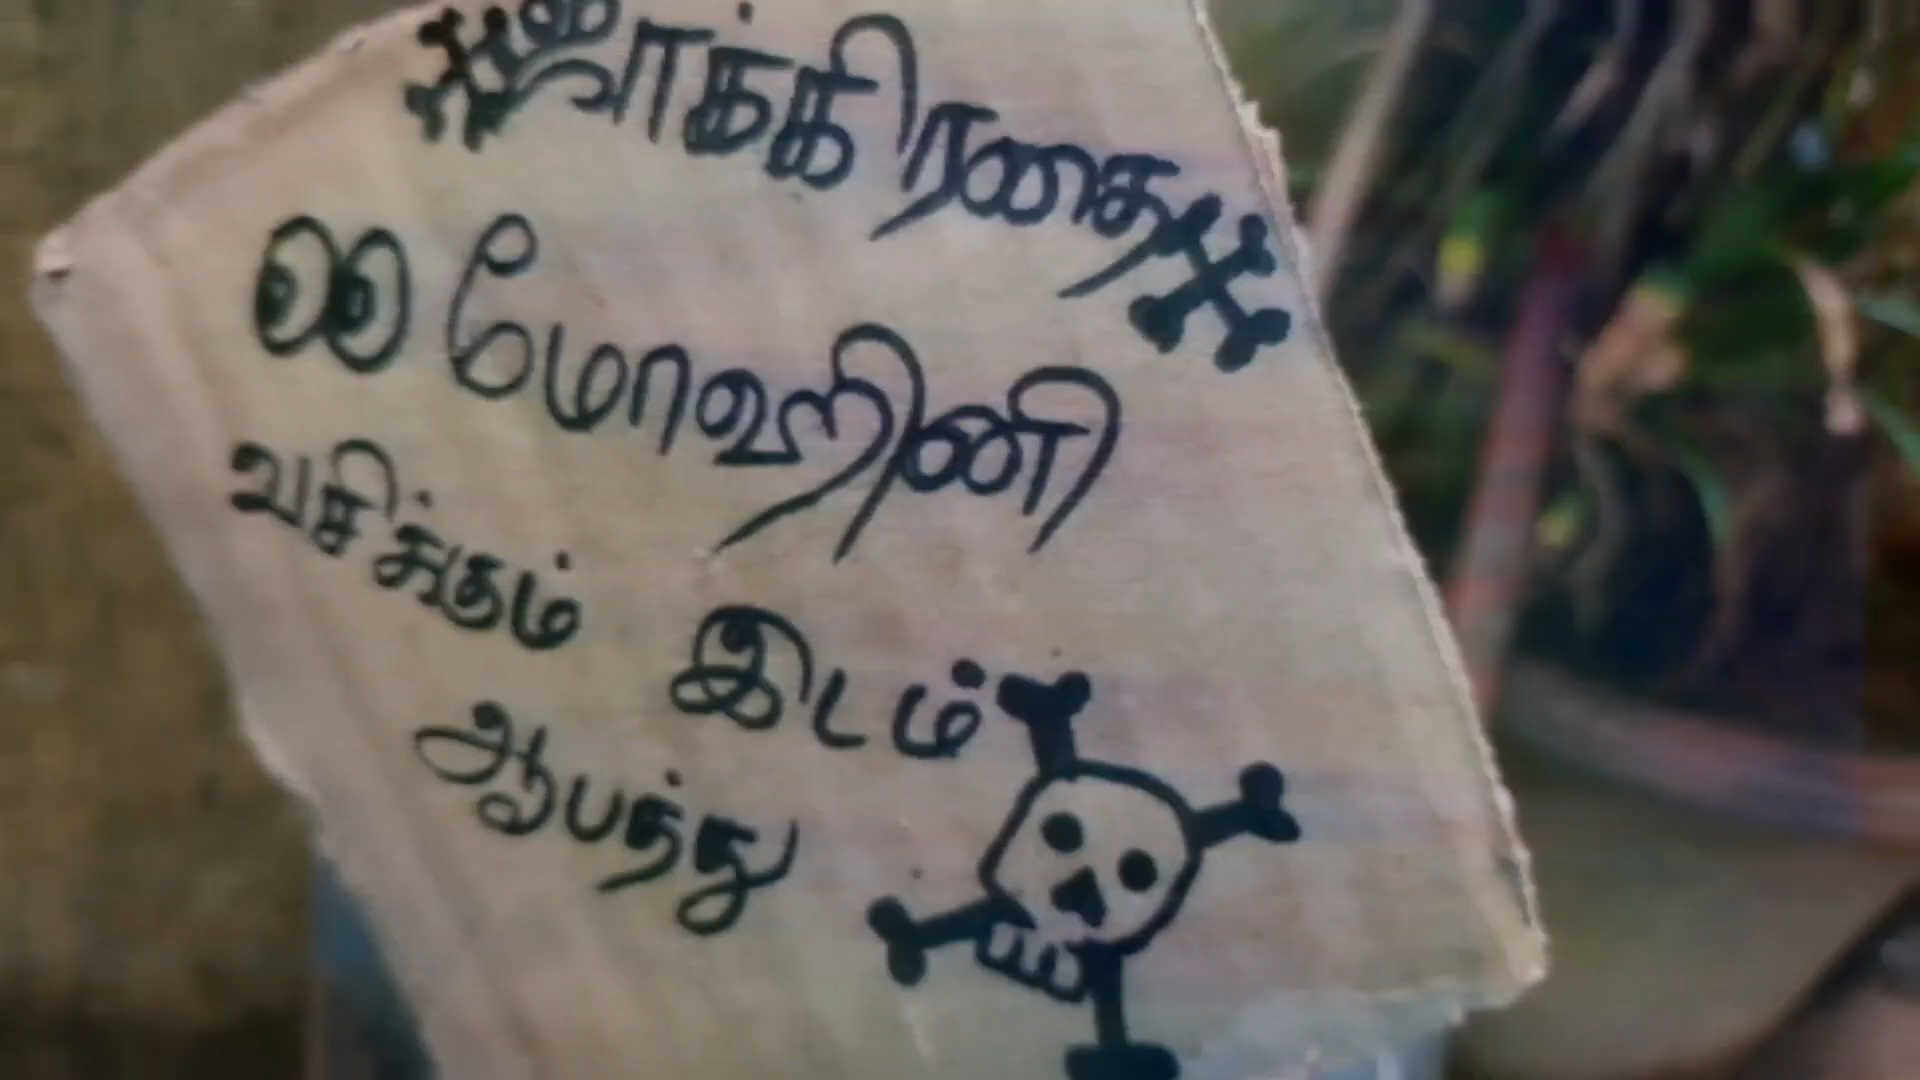 ஜாக்கிரதை
மோஹினி
வசிக்கும் இடம்
ஆபத்து